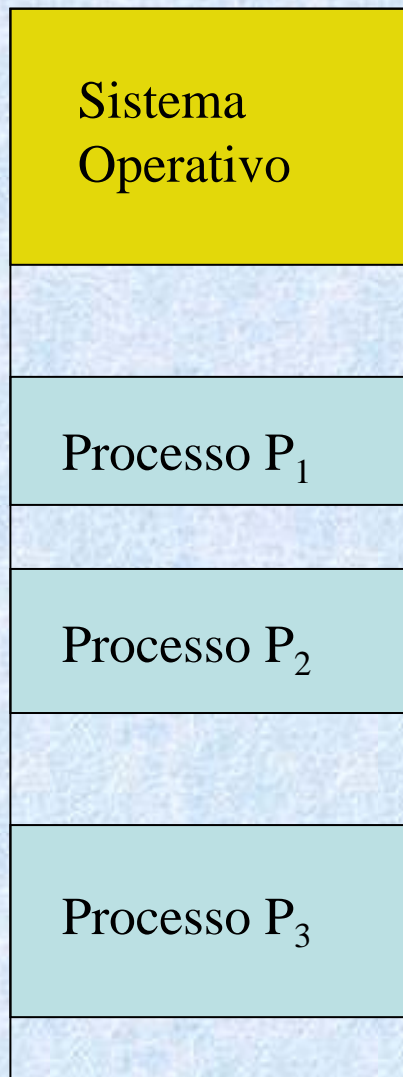 Sistema
Operativo
Processo P₁
Processo P₂
Processo P₃